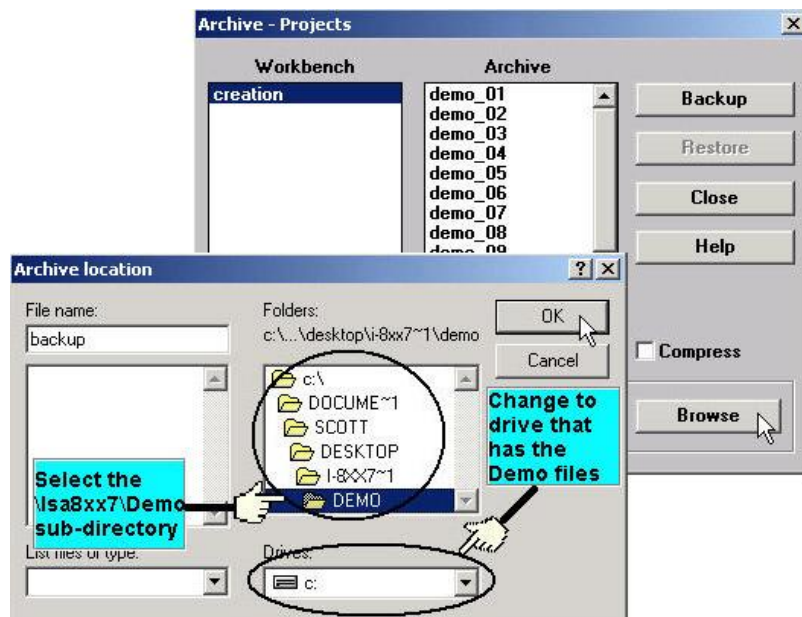 Archive - Projects
Workbench
Archive
creation
demo_01
demo_02
demo_03
demo_04
demo_05
demo_06
demo_07
demo_08
demo_09
Backup
Restore
Close
Help
Compress
Browse
Archive location
File name:
backup
Folders:
c:\...\desktop\i-8xx7~1\demo
c:\
DOCUME~1
SCOTT
DESKTOP
I-8XX7~1
DEMO
OK
Cancel
Change to
drive that
has the
Demo files
Select the
\Isa8xx7\Demo
sub-directory
List files of type:
Drives:
c: